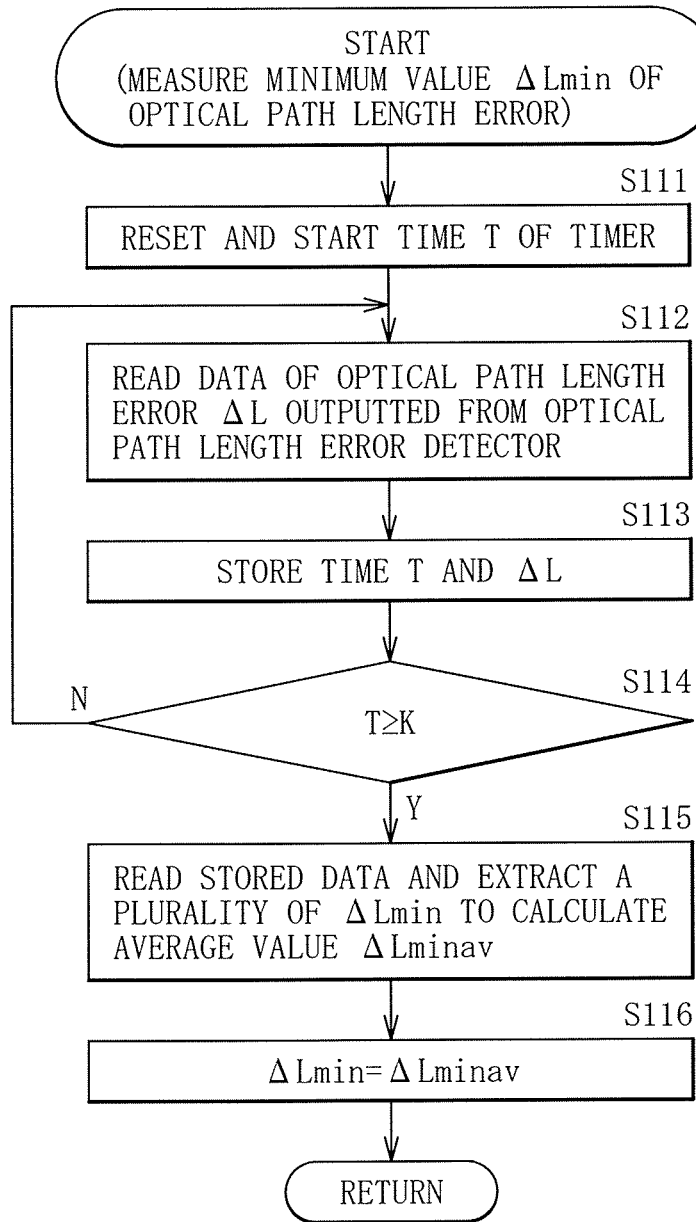 START
(MEASURE MINIMUM VALUE ΔLmin OF
OPTICAL PATH LENGTH ERROR)
S111
RESET AND START TIME T OF TIMER
S112
READ DATA OF OPTICAL PATH LENGTH
ERROR ΔL OUTPUTTED FROM OPTICAL
PATH LENGTH ERROR DETECTOR
S113
STORE TIME T AND ΔL
S114
N
T≥K
Y
S115
READ STORED DATA AND EXTRACT A
PLURALITY OF ΔLmin TO CALCULATE
AVERAGE VALUE ΔLminav
S116
ΔLmin=ΔLminav
RETURN